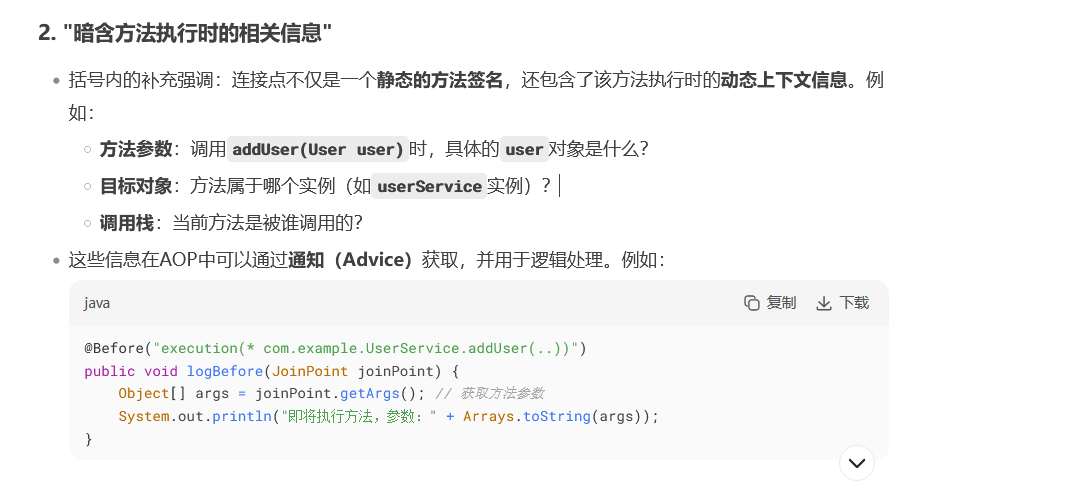 2. "暗含方法执行时的相关信息"
括号内的补充强调：连接点不仅是一个静态的方法签名，还包含了该方法执行时的动态上下文信息。例
如：
方法参数：调用 addUser(User user) 时，具体的 user 对象是什么？
目标对象：方法属于哪个实例（如 userService 实例）？
调用栈：当前方法是被谁调用的？
这些信息在AOP中可以通过通知（Advice）获取，并用于逻辑处理。例如：
java 复制 下载
@Before("execution(* com.example.UserService.addUser(..))")
public void logBefore(JoinPoint joinPoint) {
    Object[] args = joinPoint.getArgs(); // 获取方法参数
    System.out.println("即将执行方法，参数：" + Arrays.toString(args));
}